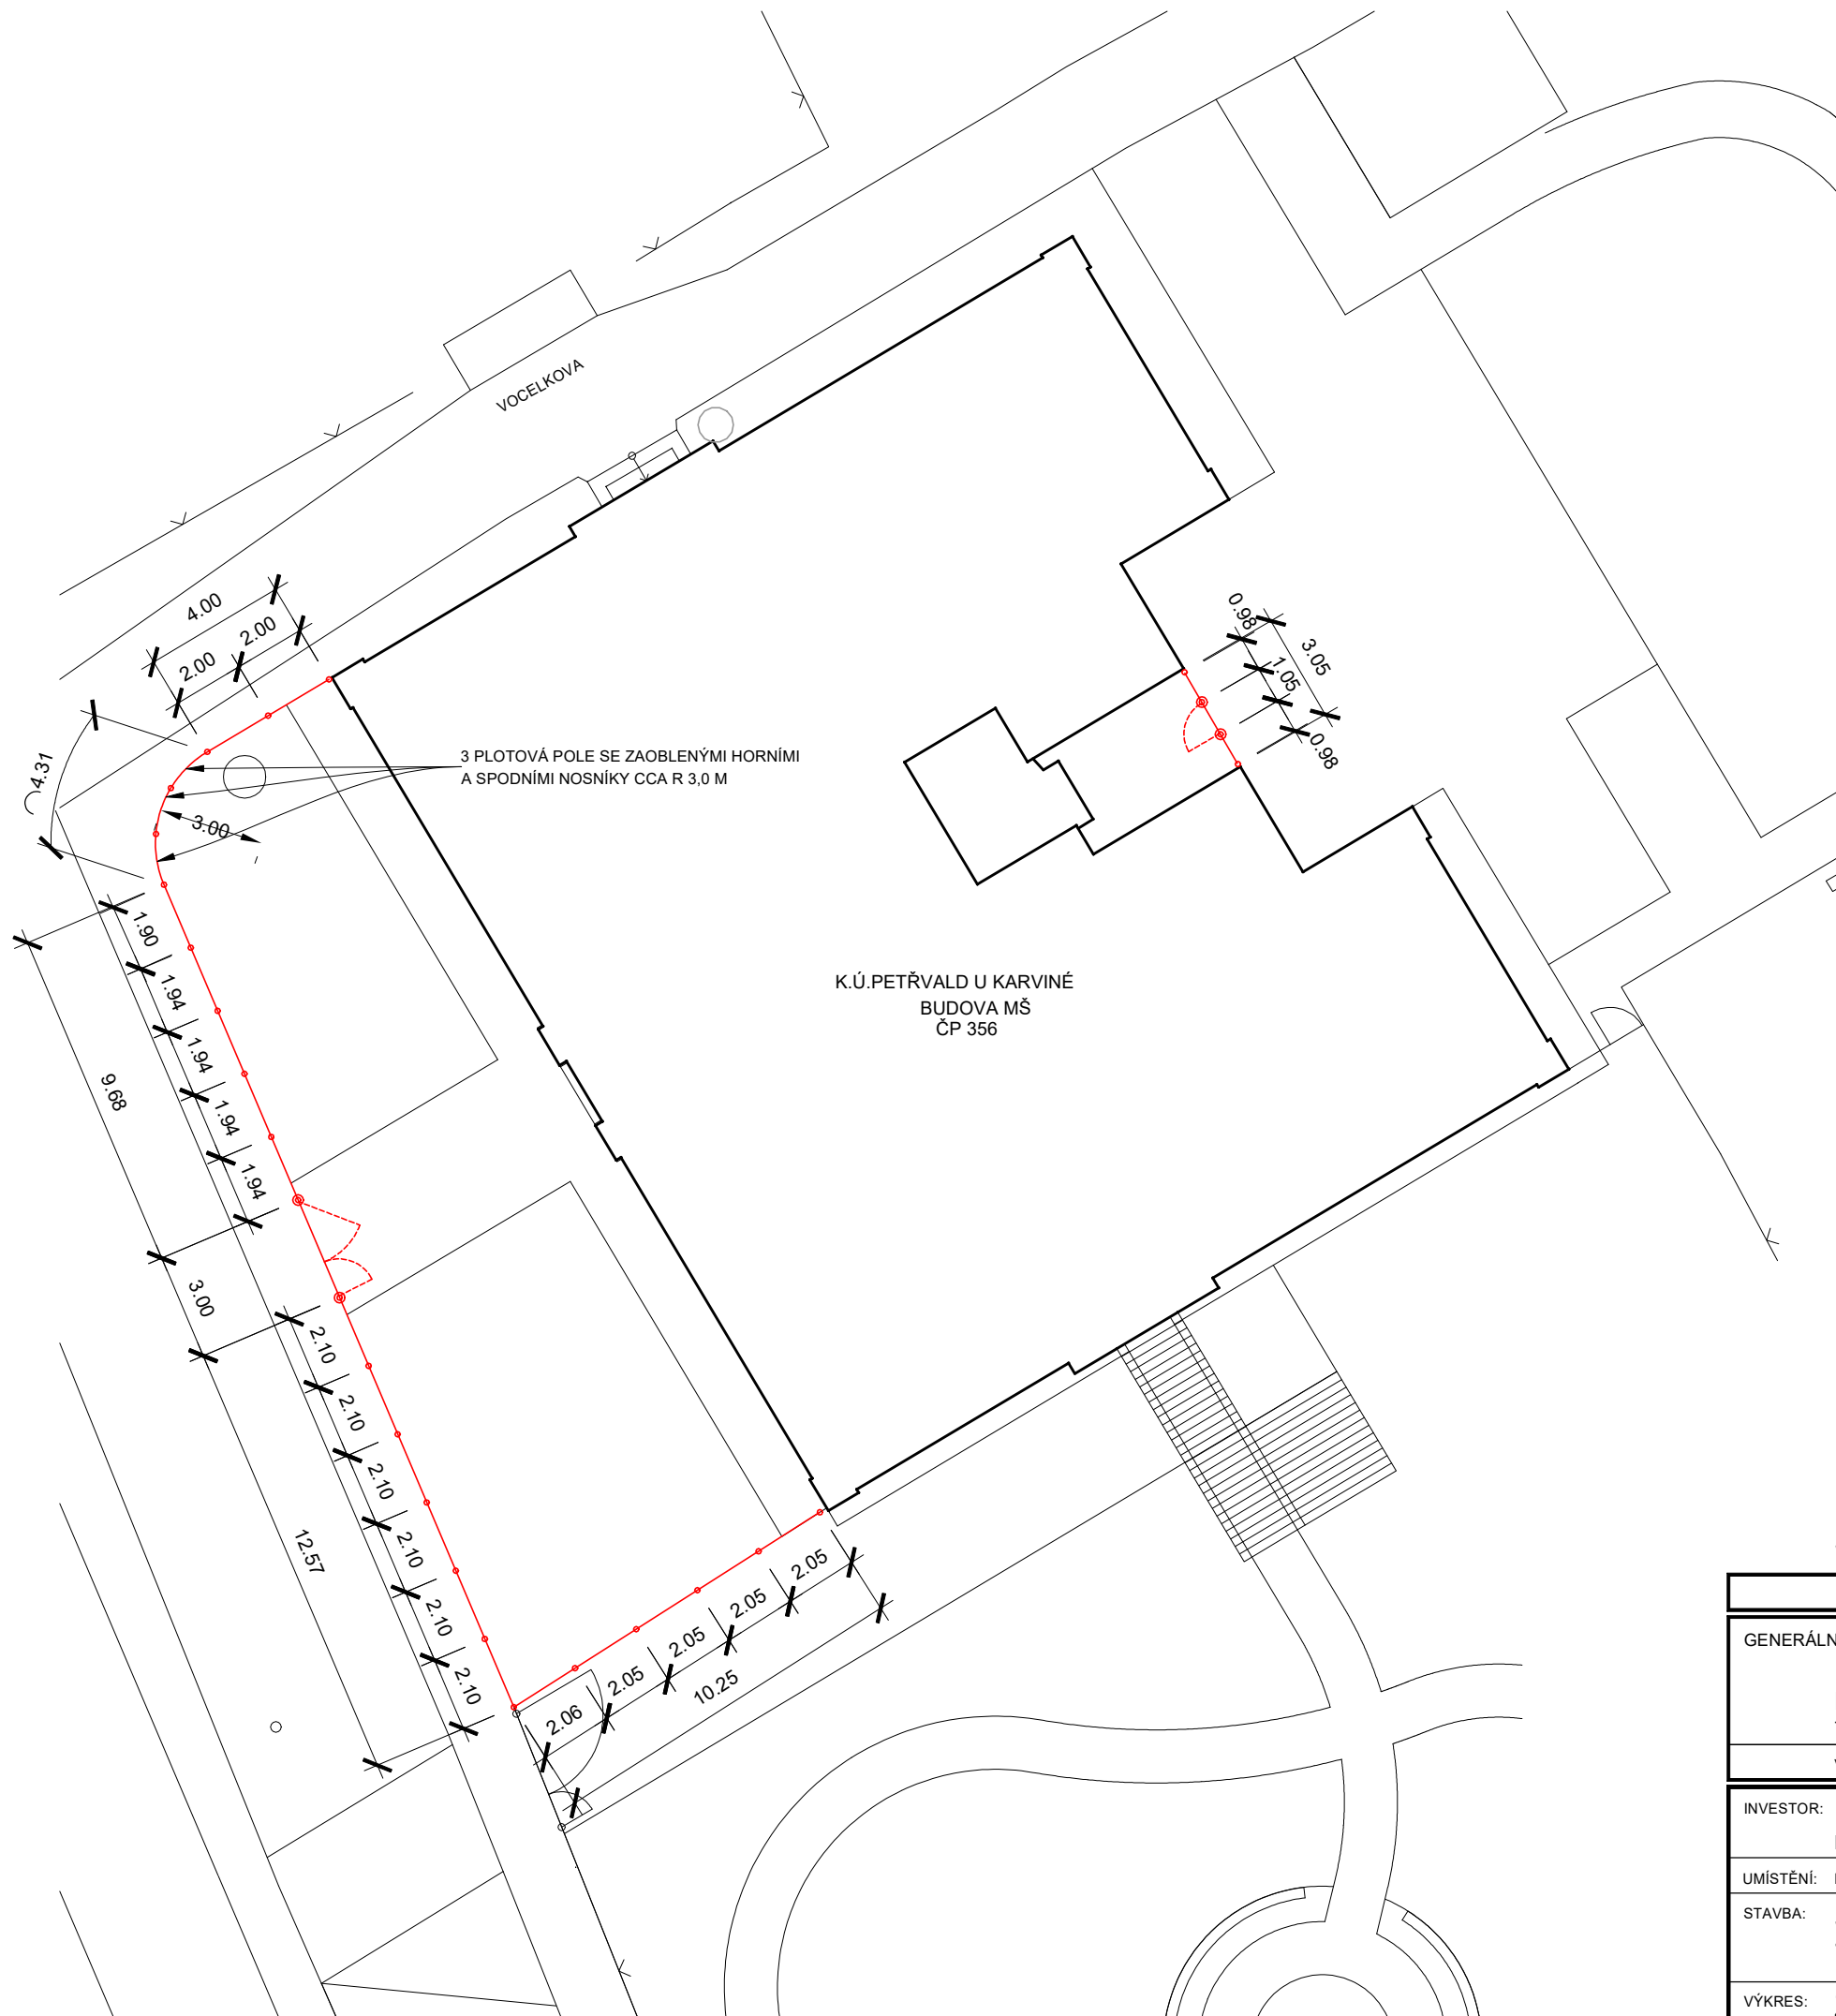 VOCELKOVA
4.00
2.00
2.00
0.98
3.05
1.05
0.98
4.31
3 PLOTOVÁ POLE SE ZAOBLENÝMI HORNÍMI
A SPODNÍMI NOSNÍKY CCA R 3,0 M
3.00
1.90
1.94
1.94
1.94
1.94
9.68
K.Ú.PETŘVALD U KARVINÉ
BUDOVA MŠ
ČP 356
3.00
2.10
2.10
2.10
2.10
2.10
2.10
12.57
2.05
2.05
2.05
2.05
2.06
10.25
GENERÁLN
INVESTOR:
UMÍSTĚNÍ:
STAVBA:
VÝKRES: